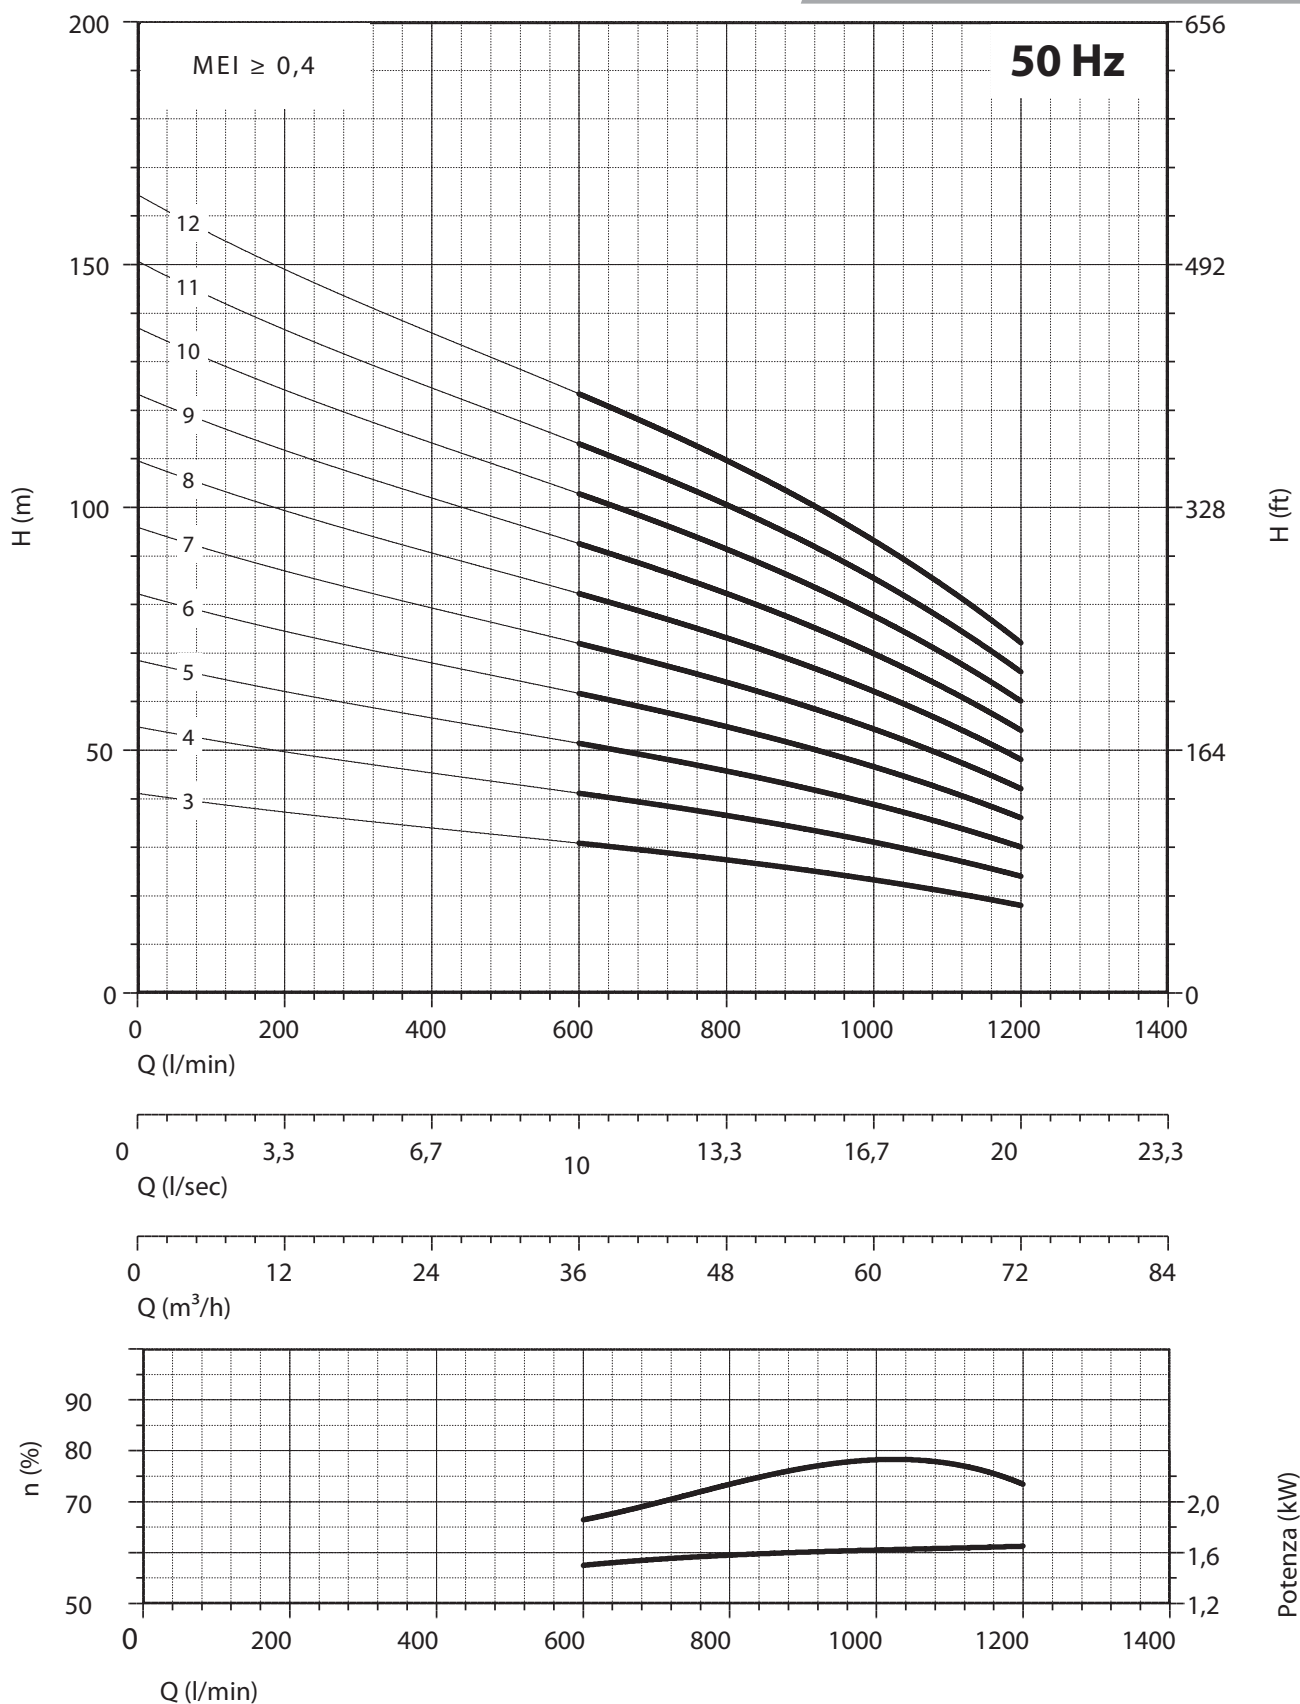 200
656
MEI ≥ 0,4
50 Hz
12
150
492
11
10
9
8
100
328
7
6
5
50
164
4
3
0
0
H (m)
H (ft)
0 200 400 600 800 1000 1200 1400
Q (l/min)
0 3,3 6,7 10 13,3 16,7 20 23,3
Q (l/sec)
0 12 24 36 48 60 72 84
Q (m³/h)
90
80
70
2,0
1,6
50
1,2
n (%)
Potenza (kW)
0 200 400 600 800 1000 1200 1400
Q (l/min)